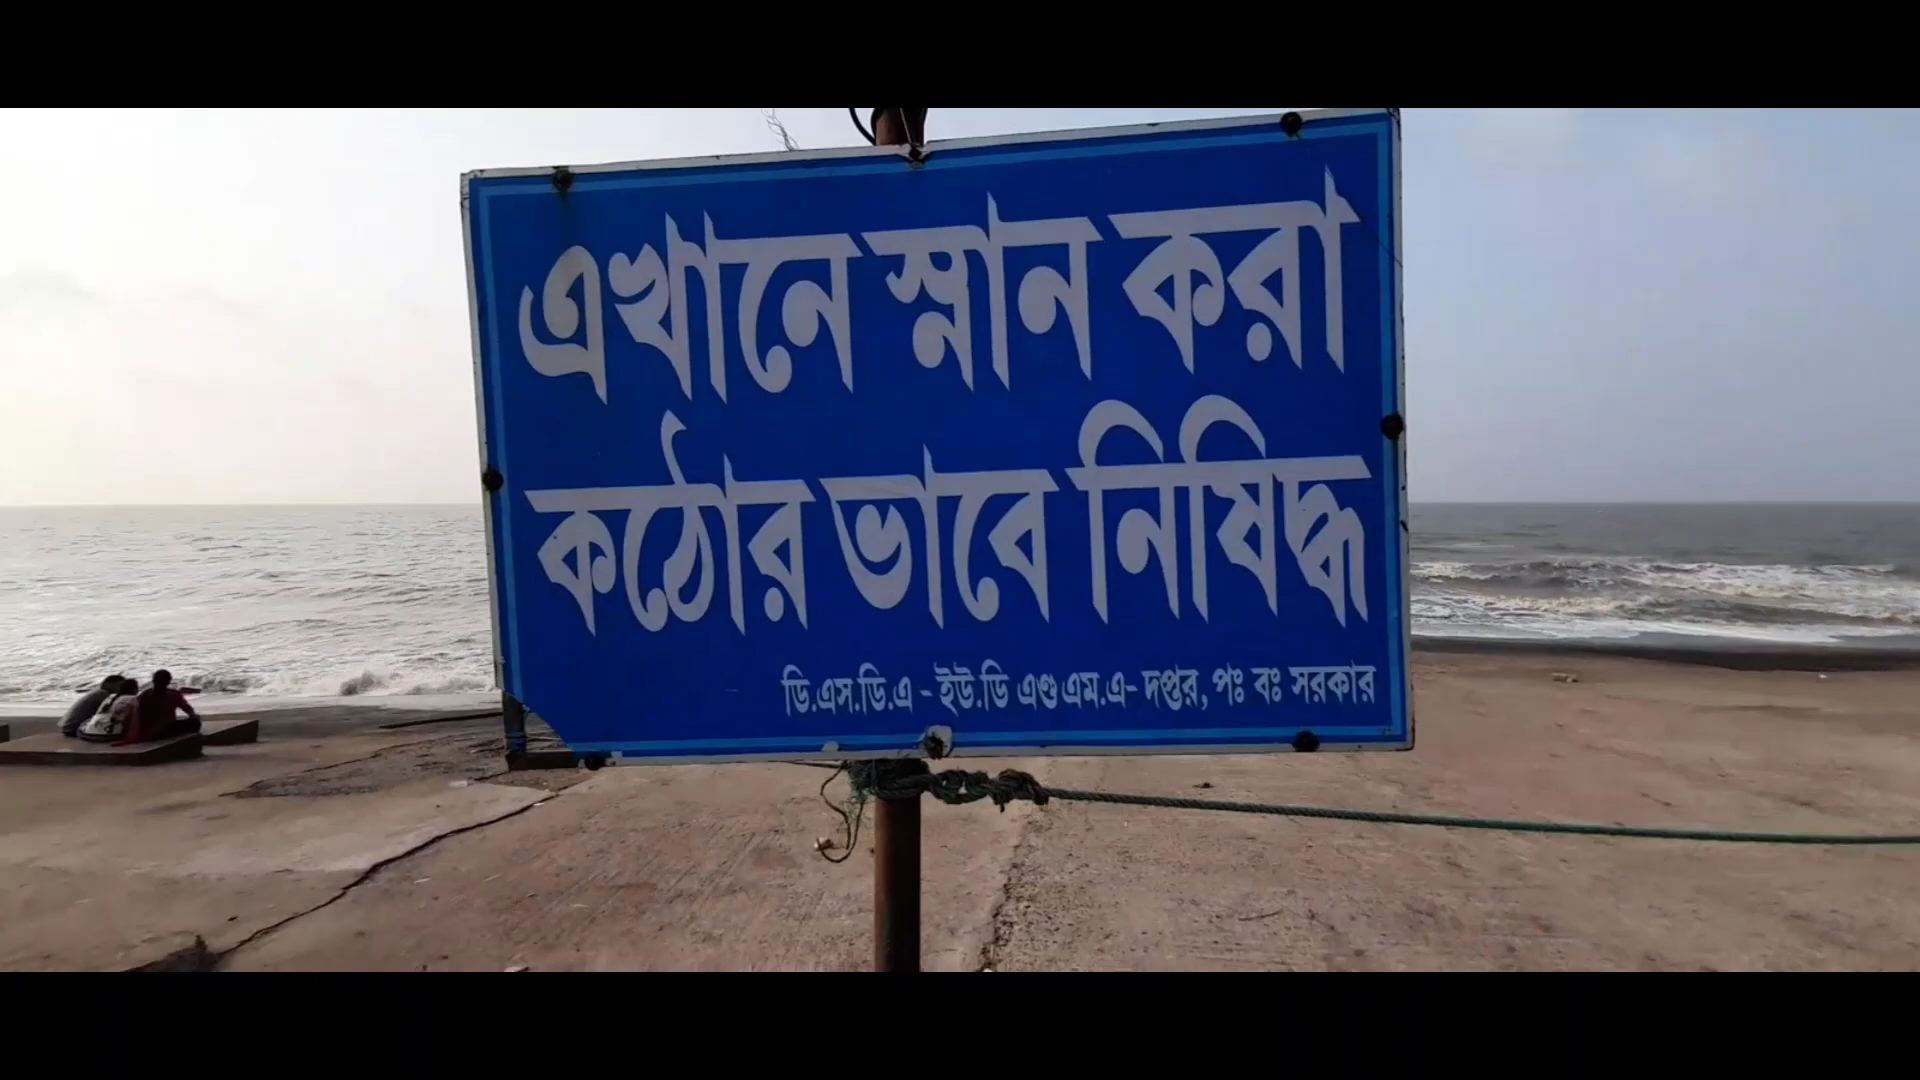 এখানে স্নান করা
কঠোর ভাবে নিষিদ্ধ
ডি.এস.ডি.এ - ইউ.ডি এণ্ড এম.এ- দপ্তর, পঃ বঃ সরকার